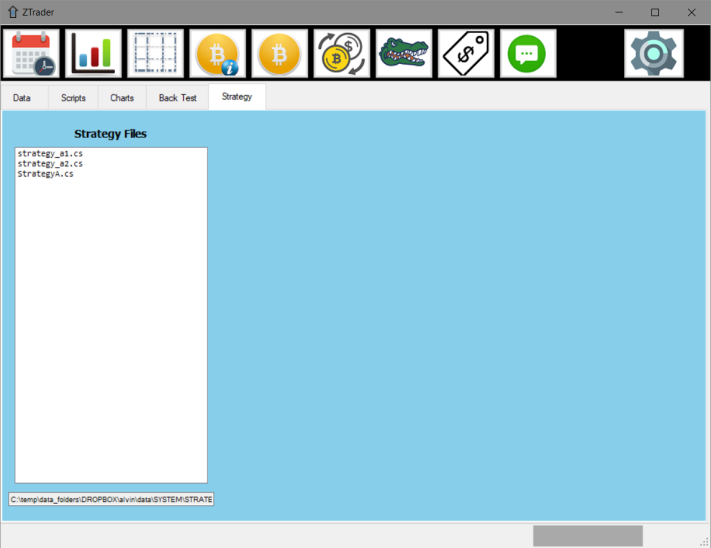 ZTrader
Data Scripts Charts Back Test Strategy
Strategy Files
strategy_a1.cs
strategy_a2.cs
StrategyA.cs
C:\temp\data_folders\DROPBOX\alvin\data\SYSTEM\STRATE